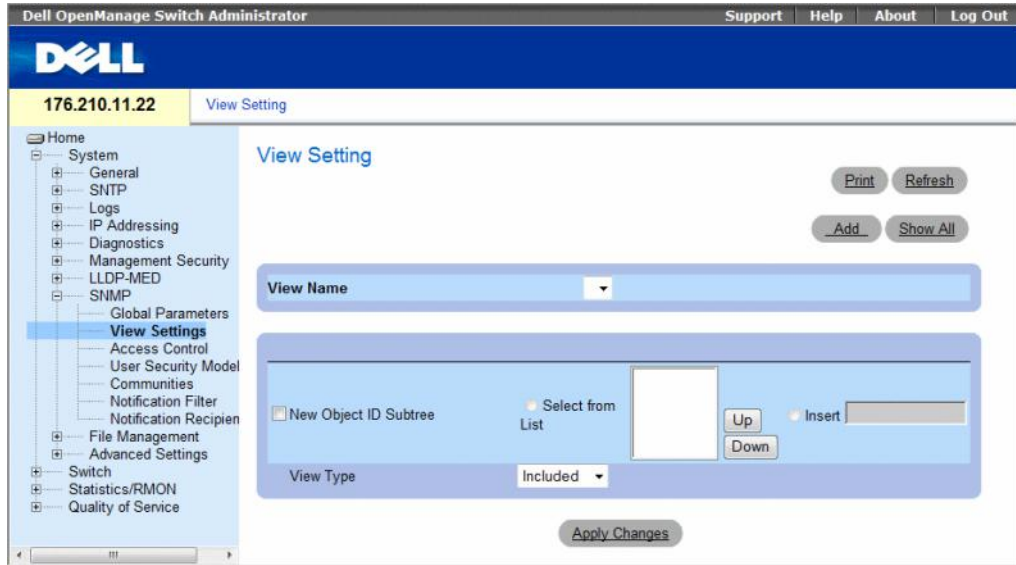 Dell OpenManage Switch Administrator
Support | Help | About | Log Out
DELL
176.210.11.22
View Setting
Home
System
General
SNTP
Logs
IP Addressing
Diagnostics
Management Security
LLDP-MED
SNMP
Global Parameters
View Settings
Access Control
User Security Model
Communities
Notification Filter
Notification Recipien
File Management
Advanced Settings
Switch
Statistics/RMON
Quality of Service
View Setting
Print
Refresh
Add
Show All
View Name
New Object ID Subtree
Select from
List
Up
Down
Insert
View Type
Included
Apply Changes